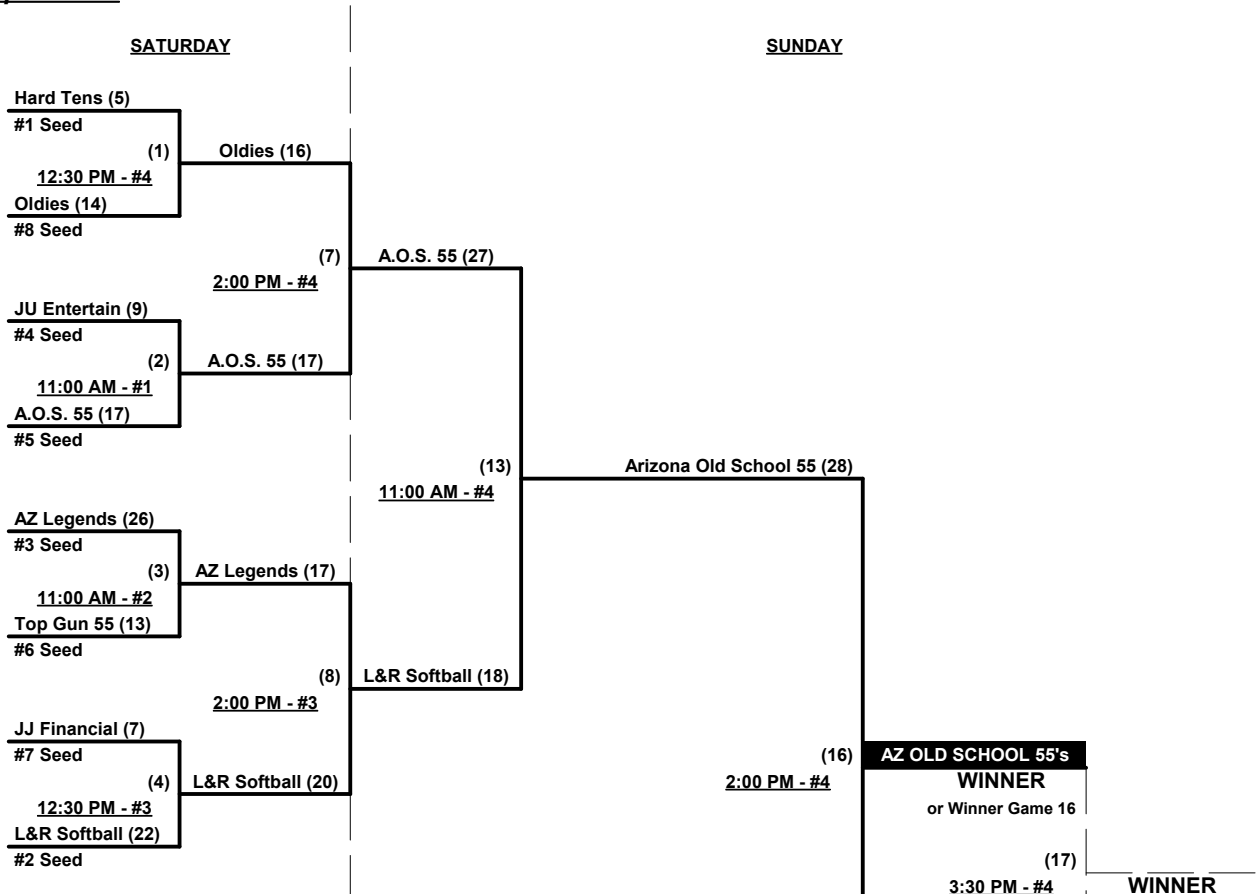 SATURDAY
SUNDAY
Hard Tens (5)
#1 Seed
(1)
Oldies (16)
12:30 PM - #4
Oldies (14)
#8 Seed
(7)
A.O.S. 55 (27)
2:00 PM - #4
JU Entertain (9)
#4 Seed
(2)
A.O.S. 55 (17)
11:00 AM - #1
A.O.S. 55 (17)
#5 Seed
(13)
Arizona Old School 55 (28)
11:00 AM - #4
AZ Legends (26)
#3 Seed
(3)
AZ Legends (17)
11:00 AM - #2
Top Gun 55 (13)
#6 Seed
(8)
L&R Softball (18)
2:00 PM - #3
JJ Financial (7)
#7 Seed
(4)
L&R Softball (20)
12:30 PM - #3
L&R Softball (22)
#2 Seed
(16)
AZ OLD SCHOOL 55's
2:00 PM - #4
WINNER
or Winner Game 16
(17)
3:30 PM - #4
WINNER